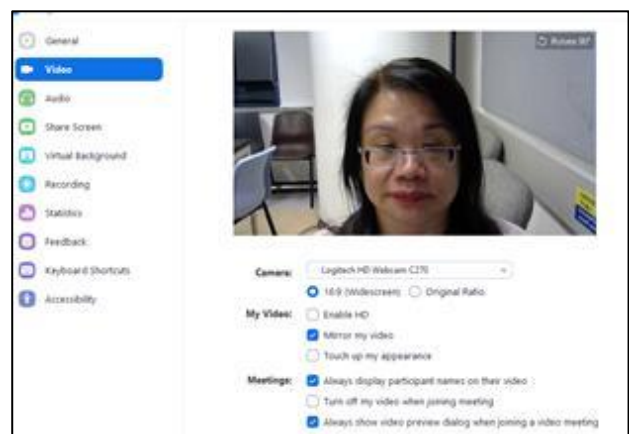 General
Video
Audio
Share Screen
Virtual Background
Recording
Statistics
Feedback
Keyboard Shortcuts
Accessibility
Rotate 90°
Camera: Logitech HD Webcam C270
16:9 (Widescreen) Original Ratio
My Video: Enable HD
Mirror my video
Touch up my appearance
Meetings: Always display participant names on their video
Turn off my video when joining meeting
Always show video preview dialog when joining a video meeting